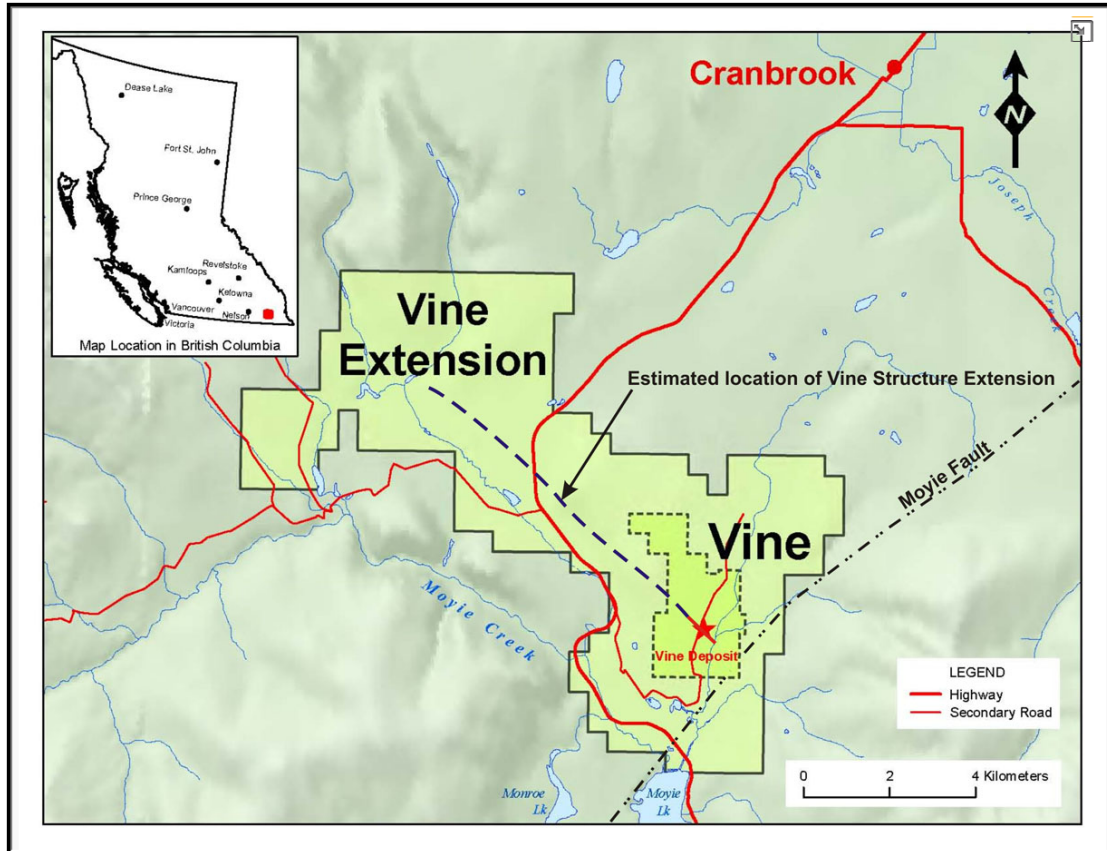 Dease Lake
Fort St. John
Prince George
Revelstoke
Kamloops
Kelowna
Vancouver
Nelson
Victoria
Map Location in British Columbia
Cranbrook
N
Joseph
Creek
Vine
Extension
Estimated location of Vine Structure Extension
Moyie Fault
Vine
Moyie Creek
Vine Deposit
LEGEND
Highway
Secondary Road
0 2 4 Kilometers
Monroe
Lk
Moyie
Lk